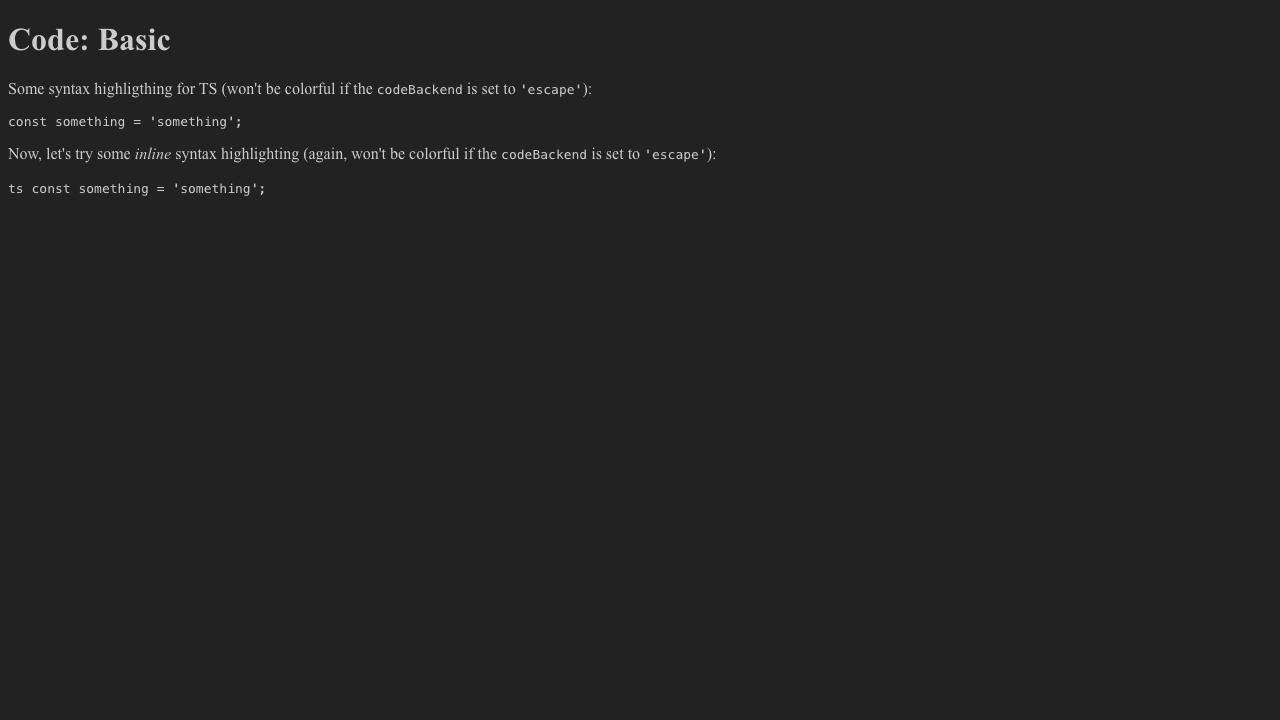 Code: Basic
Some syntax highligthing for TS (won't be colorful if the codeBackend is set to 'escape'):
const something = 'something';
Now, let's try some inline syntax highlighting (again, won't be colorful if the codeBackend is set to 'escape'):
ts const something = 'something';